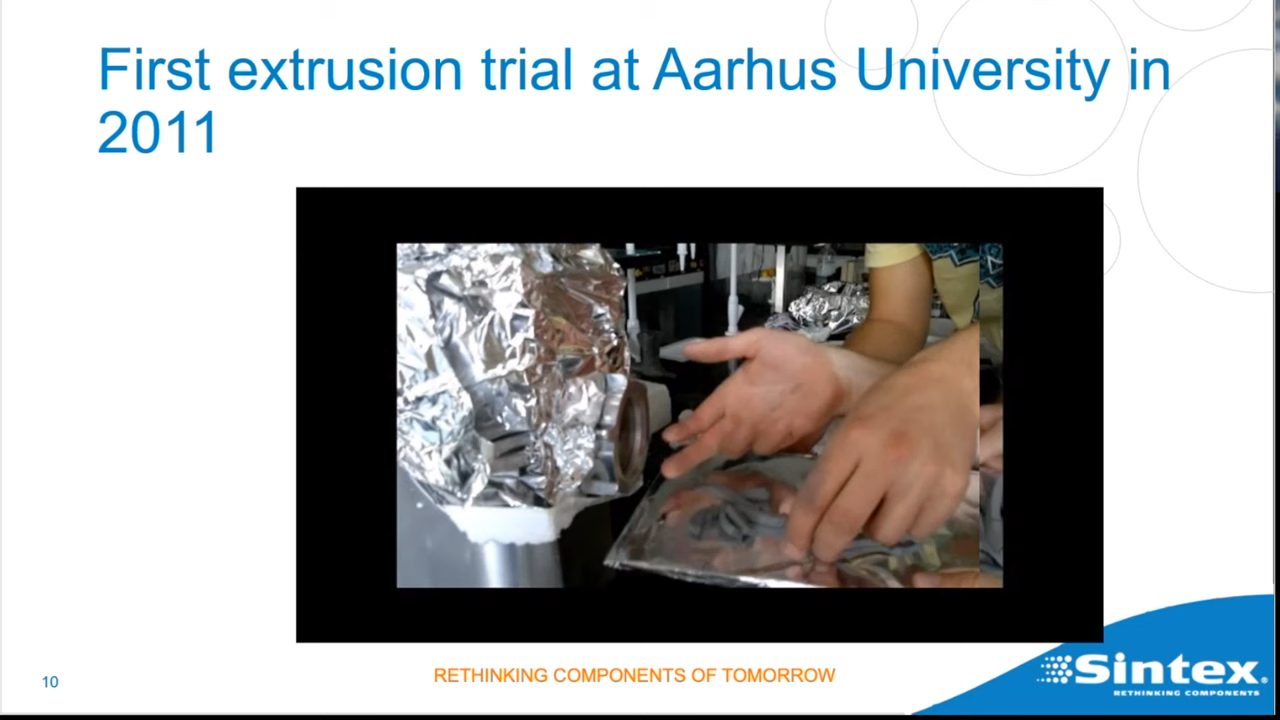 First extrusion trial at Aarhus University in
2011
10
RETHINKING COMPONENTS OF TOMORROW
Sintex®
RETHINKING COMPONENTS